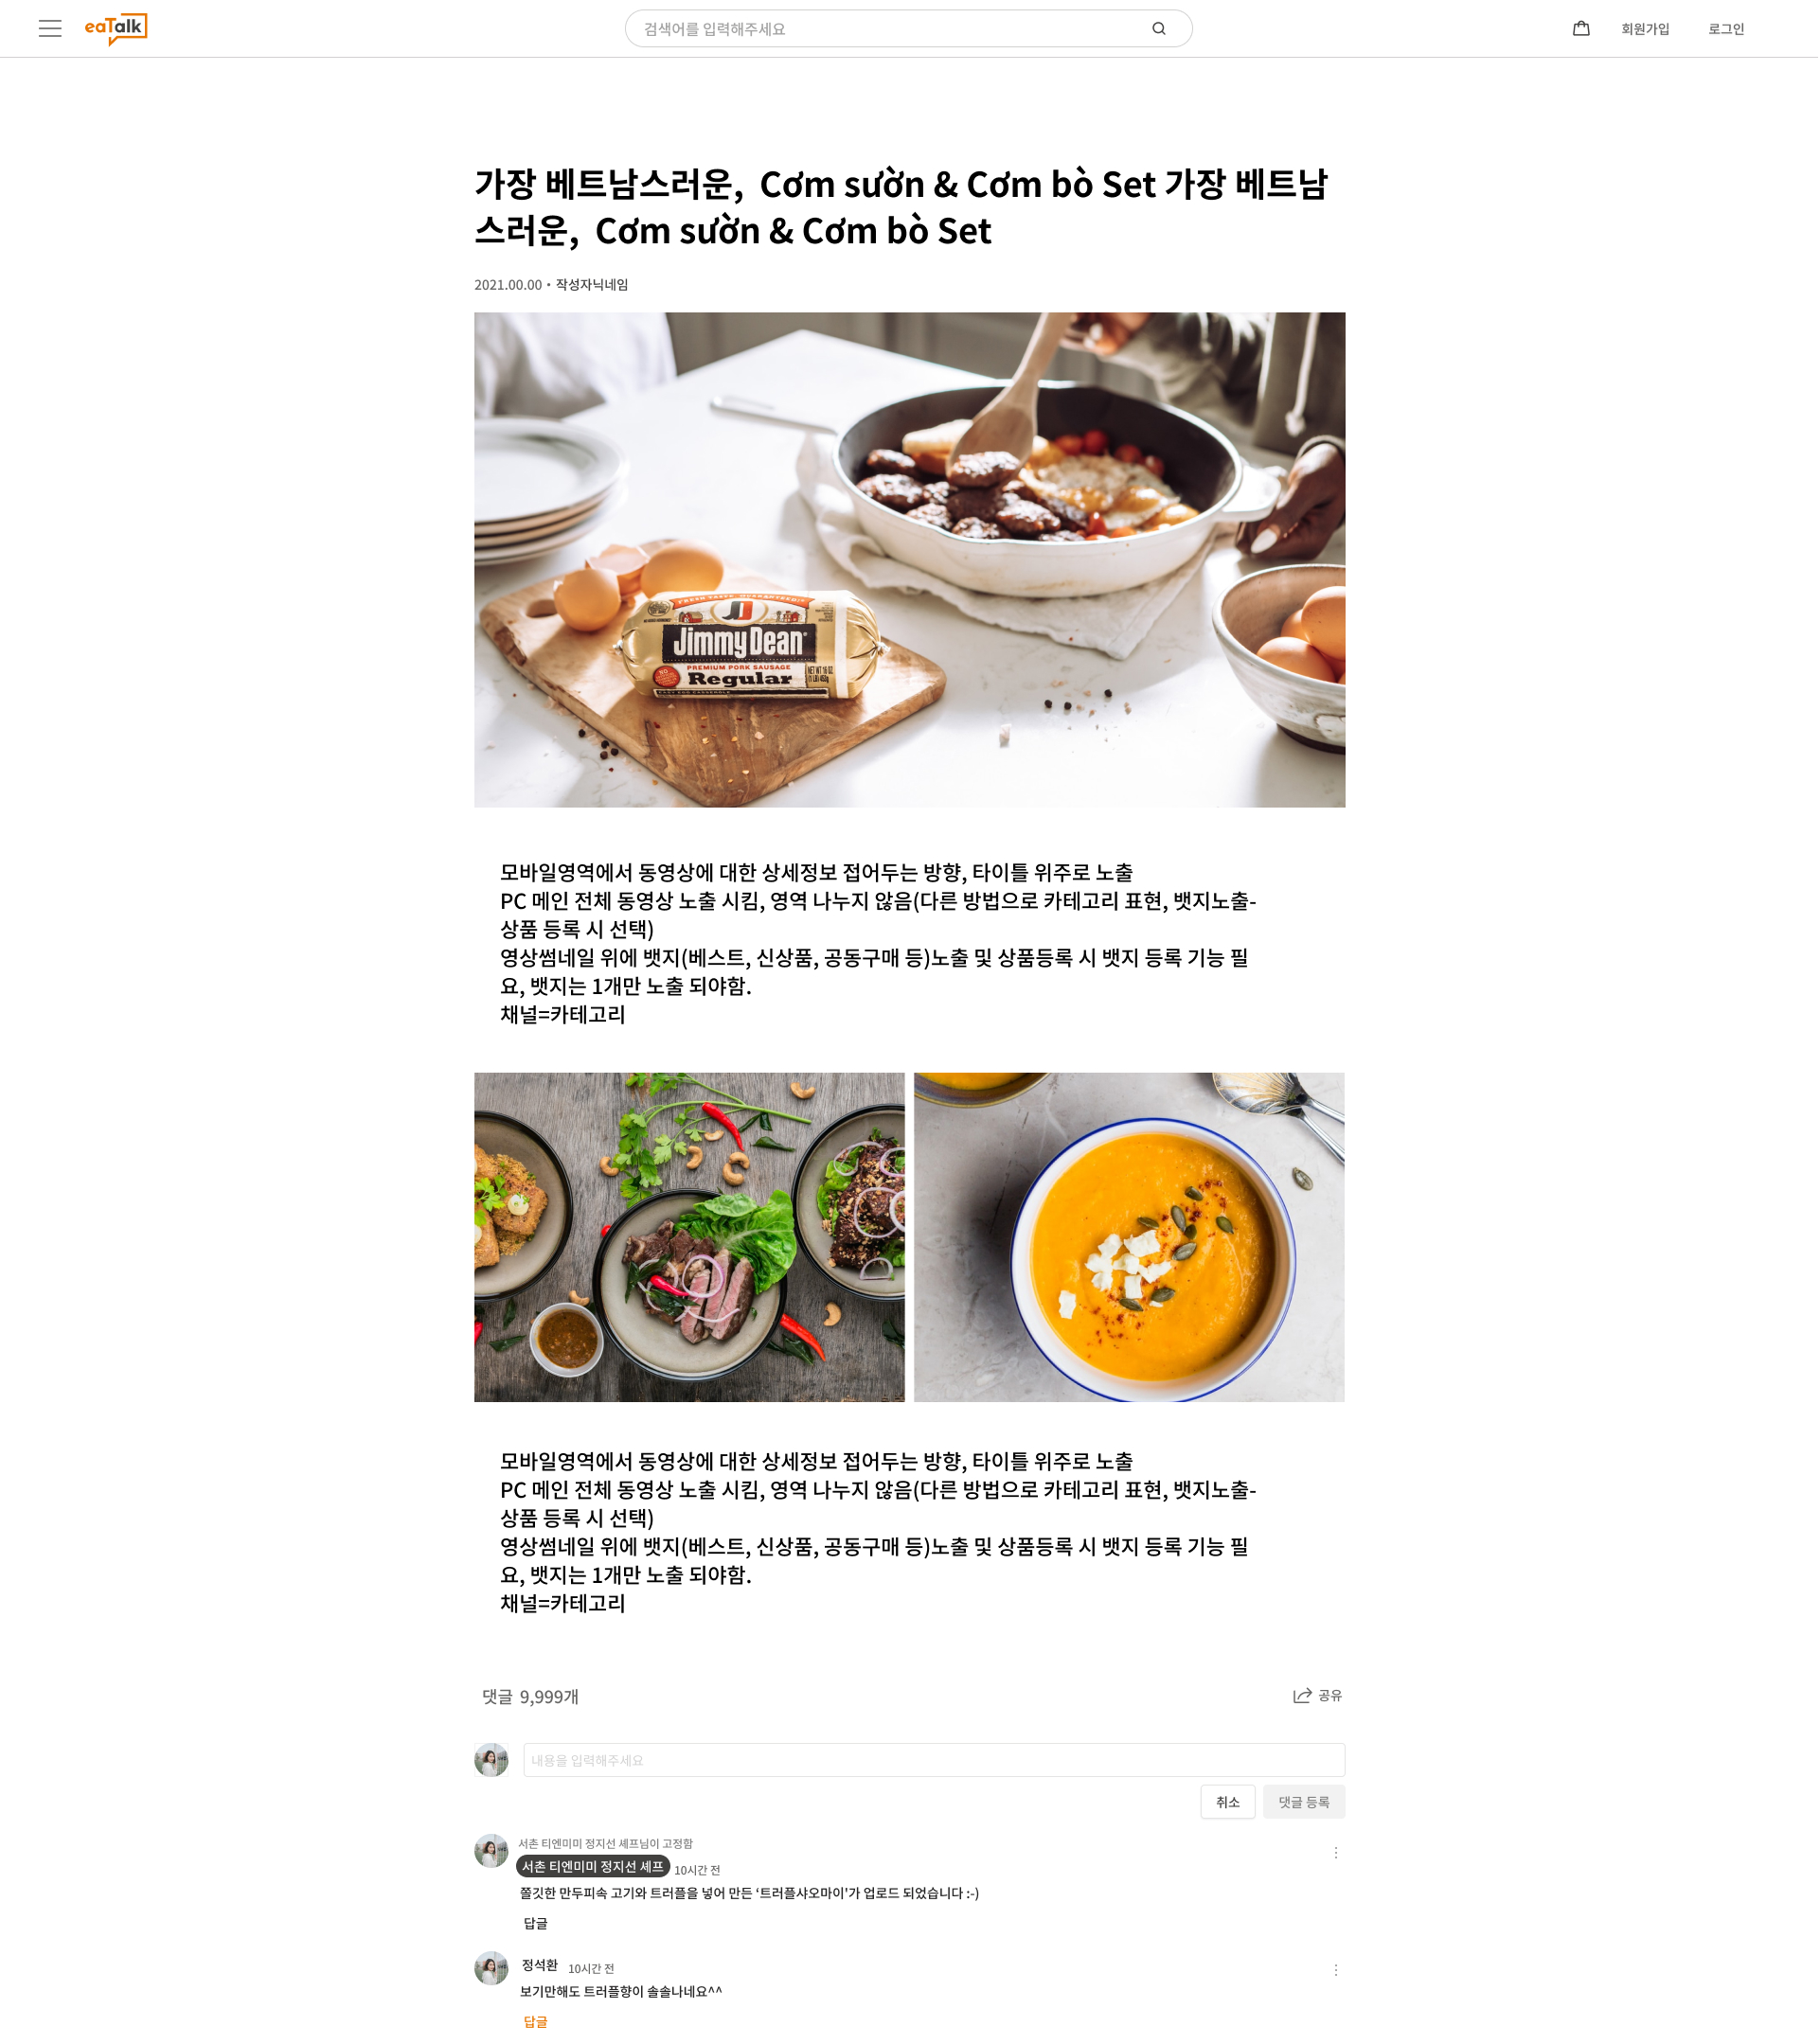 eaTalk
검색어를 입력해주세요
회원가입
로그인
가장 베트남스러운, Cơm sườn & Cơm bò Set 가장 베트남
스러운, Cơm sườn & Cơm bò Set
2021.00.00 • 작성자닉네임
FRESH TASTE. GUARANTEED!
Jimmy Dean
PREMIUM PORK SAUSAGE
NO
Regular
NET WT 16 OZ
모바일영역에서 동영상에 대한 상세정보 접어두는 방향, 타이틀 위주로 노출
PC 메인 전체 동영상 노출 시킴, 영역 나누지 않음(다른 방법으로 카테고리 표현, 뱃지노출-
상품 등록 시 선택)
영상썸네일 위에 뱃지(베스트, 신상품, 공동구매 등)노출 및 상품등록 시 뱃지 등록 기능 필
요, 뱃지는 1개만 노출 되야함.
채널=카테고리
모바일영역에서 동영상에 대한 상세정보 접어두는 방향, 타이틀 위주로 노출
PC 메인 전체 동영상 노출 시킴, 영역 나누지 않음(다른 방법으로 카테고리 표현, 뱃지노출-
상품 등록 시 선택)
영상썸네일 위에 뱃지(베스트, 신상품, 공동구매 등)노출 및 상품등록 시 뱃지 등록 기능 필
요, 뱃지는 1개만 노출 되야함.
채널=카테고리
댓글 9,999개
공유
내용을 입력해주세요
취소
댓글 등록
서촌 티엔미미 정지선 셰프님이 고정함
서촌 티엔미미 정지선 셰프 10시간 전
쫄깃한 만두피속 고기와 트러플을 넣어 만든 ‘트러플샤오마이'가 업로드 되었습니다 :-)
답글
정석환 10시간 전
보기만해도 트러플향이 솔솔나네요^^
답글